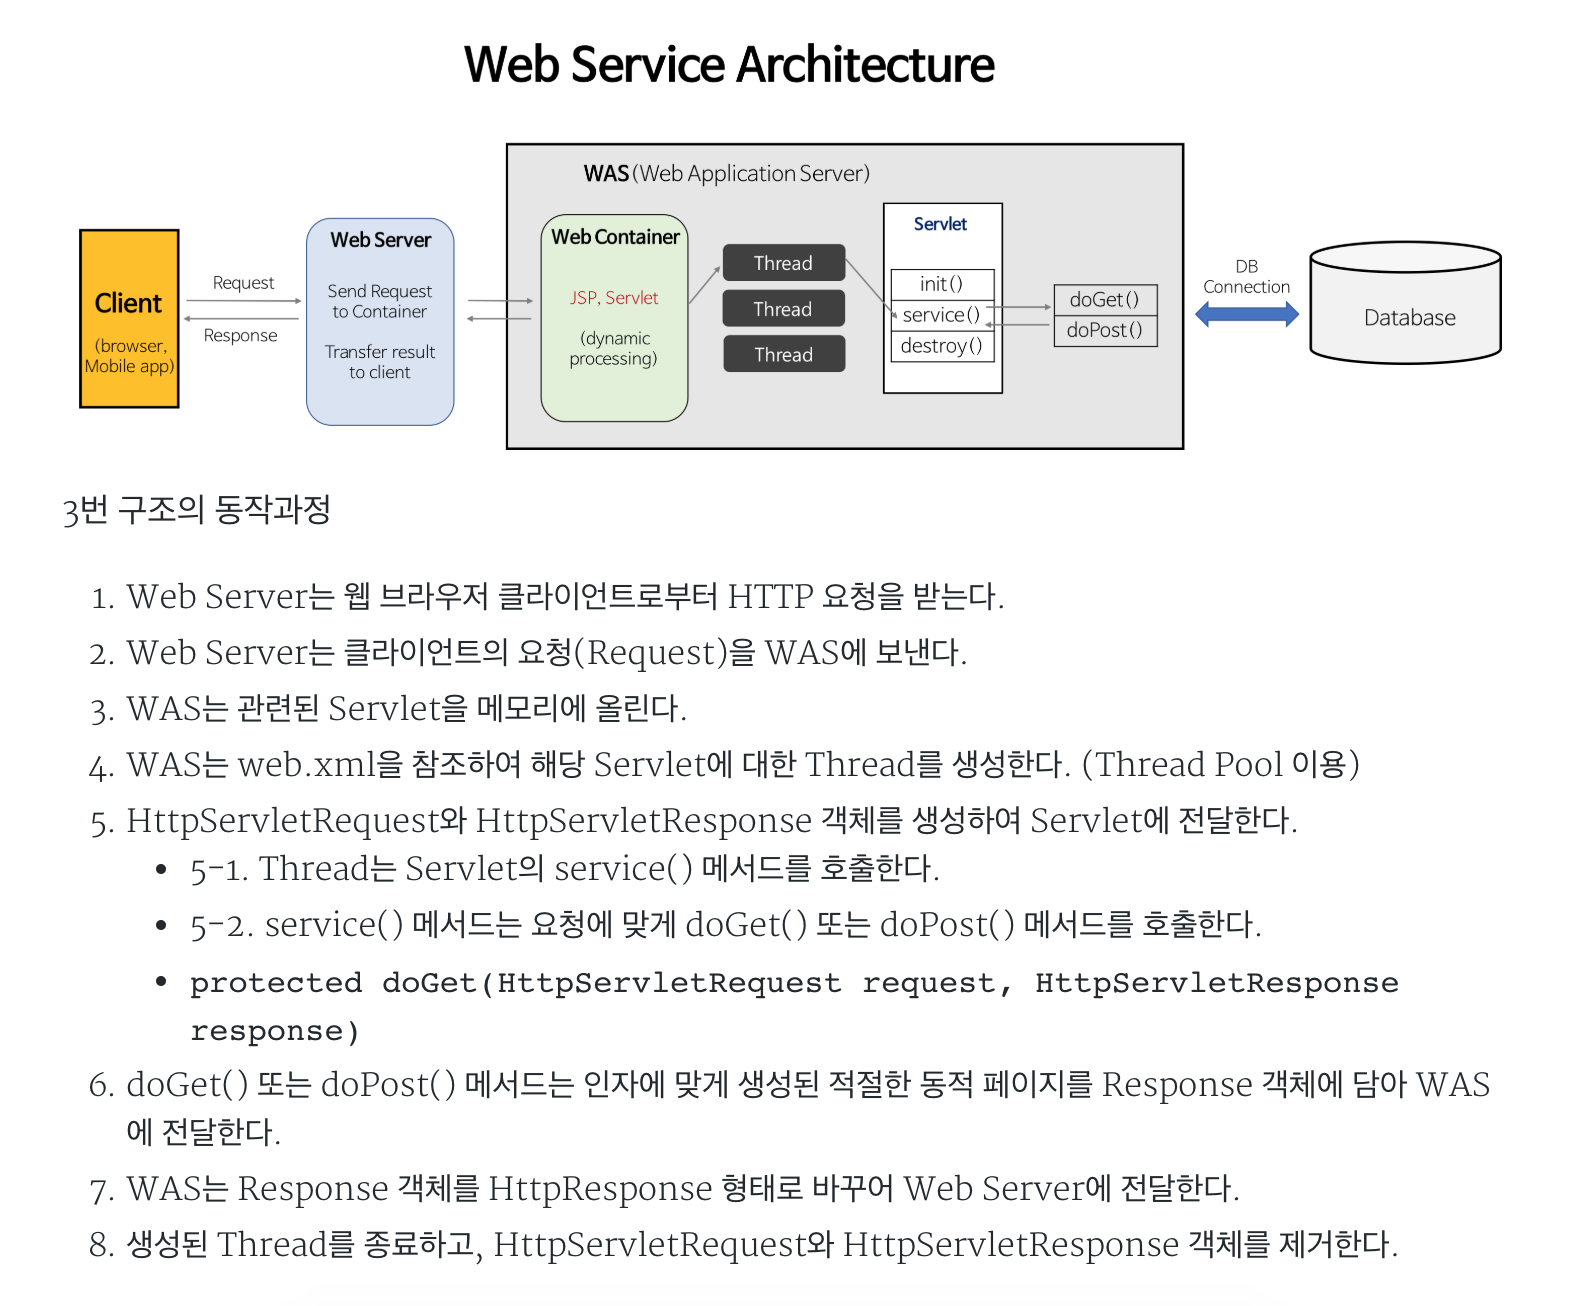 Web Service Architecture
WAS(Web Application Server)
Client
(browser,
Mobile app)
Request
Response
Web Server
Send Request
to Container
Transfer result
to client
Web Container
JSP, Servlet
(dynamic
processing)
Thread
Thread
Thread
Servlet
init()
service()
destroy()
doGet()
doPost()
DB
Connection
Database
3번 구조의 동작과정
1. Web Server는 웹 브라우저 클라이언트로부터 HTTP 요청을 받는다.
2. Web Server는 클라이언트의 요청(Request)을 WAS에 보낸다.
3. WAS는 관련된 Servlet을 메모리에 올린다.
4. WAS는 web.xml을 참조하여 해당 Servlet에 대한 Thread를 생성한다. (Thread Pool 이용)
5. HttpServletRequest와 HttpServletResponse 객체를 생성하여 Servlet에 전달한다.
• 5-1. Thread는 Servlet의 service() 메서드를 호출한다.
• 5-2. service() 메서드는 요청에 맞게 doGet() 또는 doPost() 메서드를 호출한다.
• protected doGet(HttpServletRequest request, HttpServletResponse
response)
6. doGet() 또는 doPost() 메서드는 인자에 맞게 생성된 적절한 동적 페이지를 Response 객체에 담아 WAS
에 전달한다.
7. WAS는 Response 객체를 HttpResponse 형태로 바꾸어 Web Server에 전달한다.
8. 생성된 Thread를 종료하고, HttpServletRequest와 HttpServletResponse 객체를 제거한다.